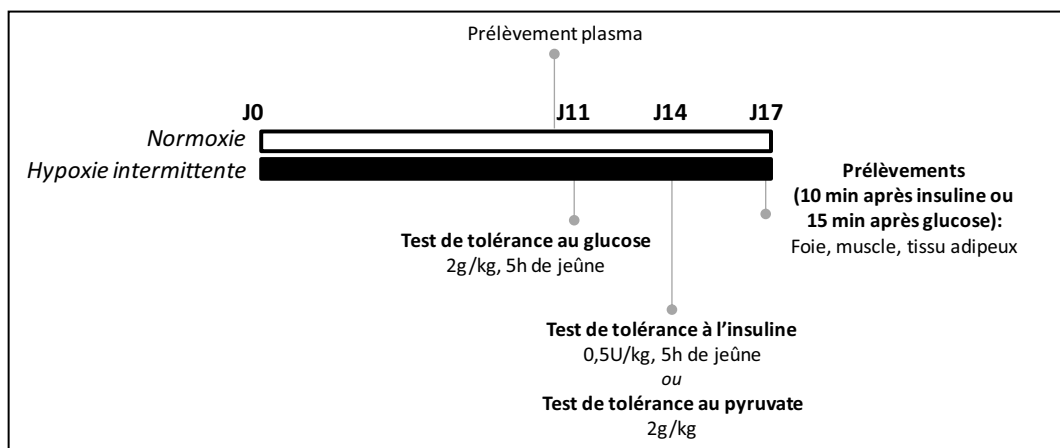 Prélèvement plasma
J0 J11 J14 J17
Normoxie
Hypoxie intermittente
Prélèvements
(10 min après insuline ou
15 min après glucose):
Foie, muscle, tissu adipeux
Test de tolérance au glucose
2g/kg, 5h de jeûne
Test de tolérance à l’insuline
0,5U/kg, 5h de jeûne
ou
Test de tolérance au pyruvate
2g/kg